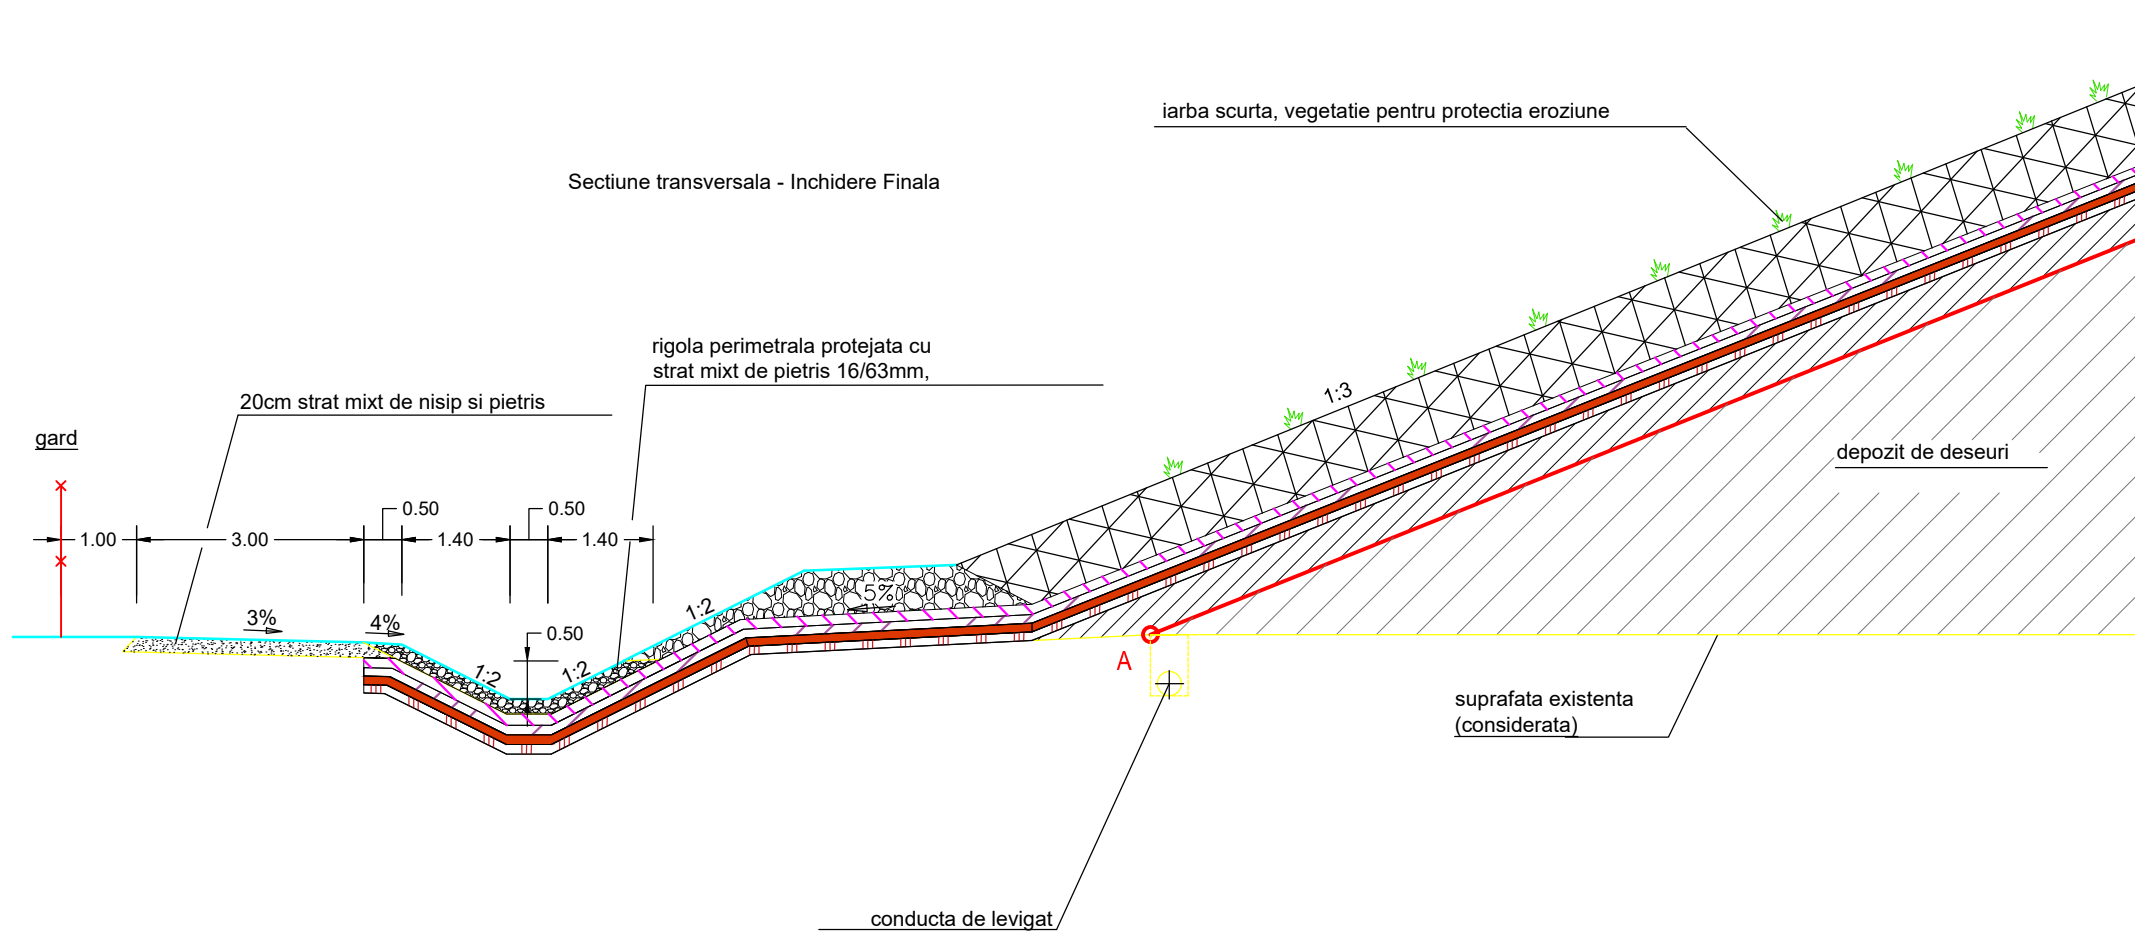 iarba scurta, vegetatie pentru protectia eroziune
Sectiune transversala - Inchidere Finala
rigola perimetrala protejata cu
strat mixt de pietris 16/63mm,
1:3
20cm strat mixt de nisip si pietris
gard
depozit de deseuri
0.50
0.50
1.00
3.00
1.40
1.40
5%
1:2
3%
4%
0.50
1:2
1:2
A
suprafata existenta
(considerata)
conducta de levigat